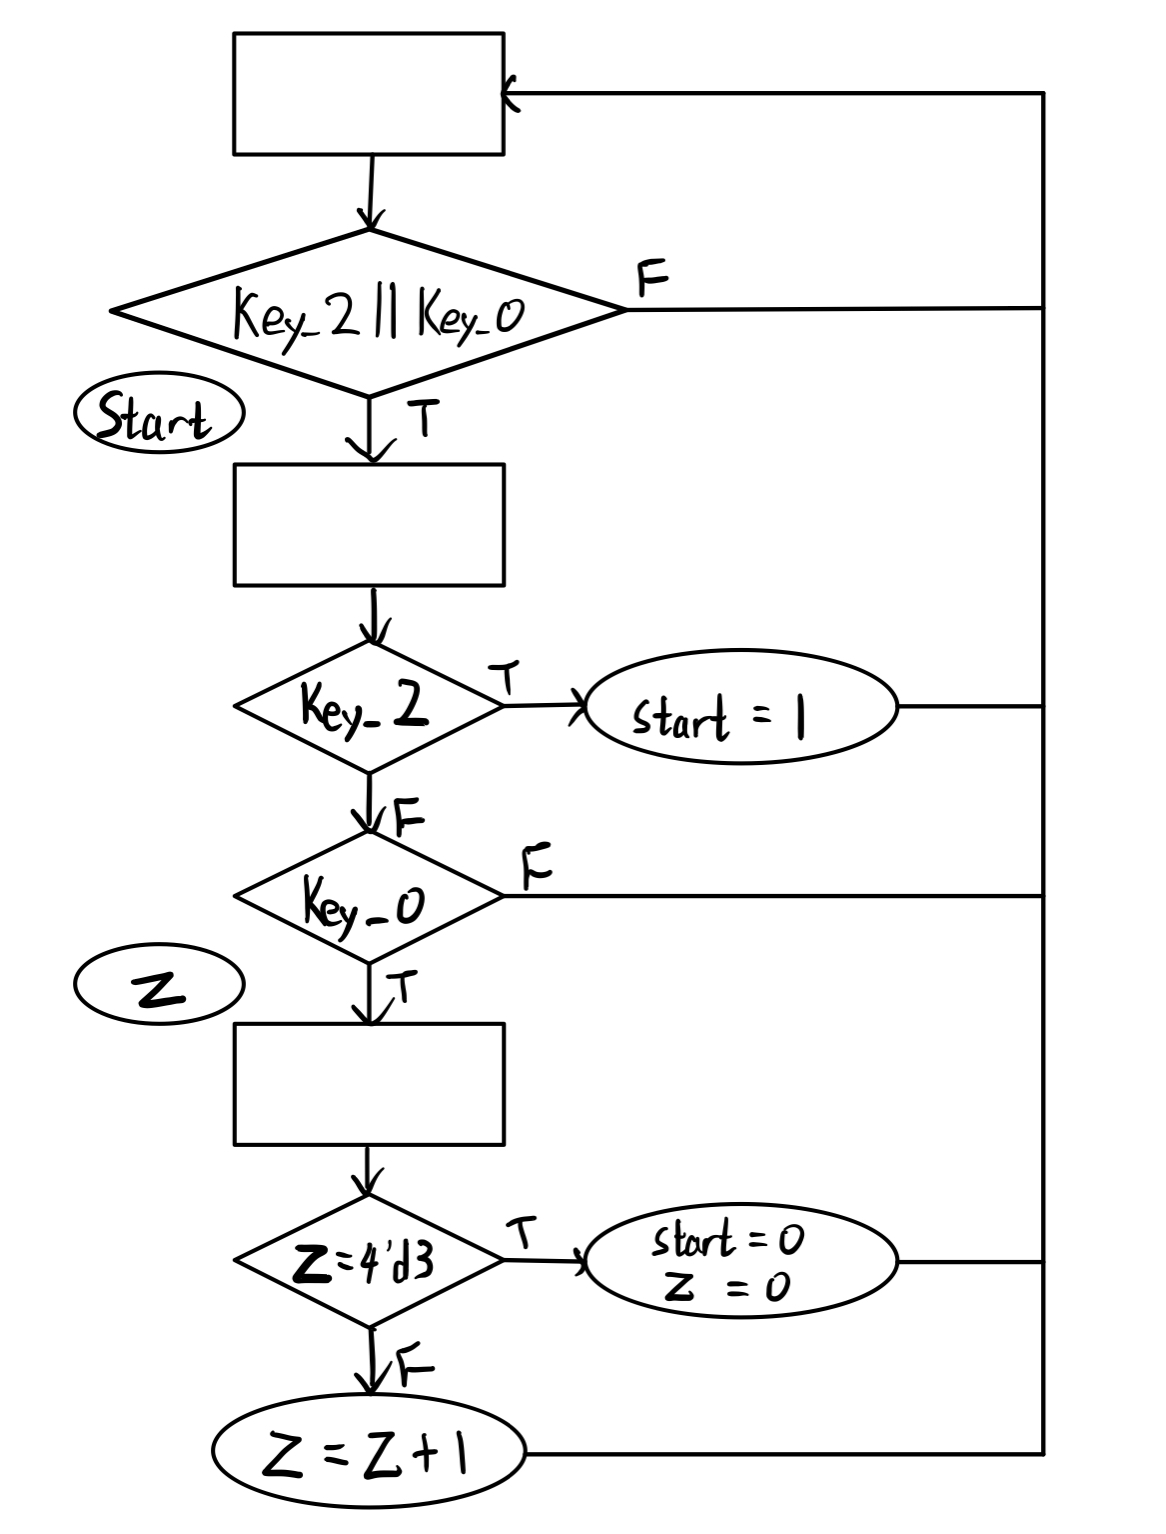 Key_2 || Key_0
F
Start
T
Key_2
T
start = 1
F
Key_0
F
Z
T
Z=4'd3
T
start = 0
Z = 0
F
Z = Z + 1